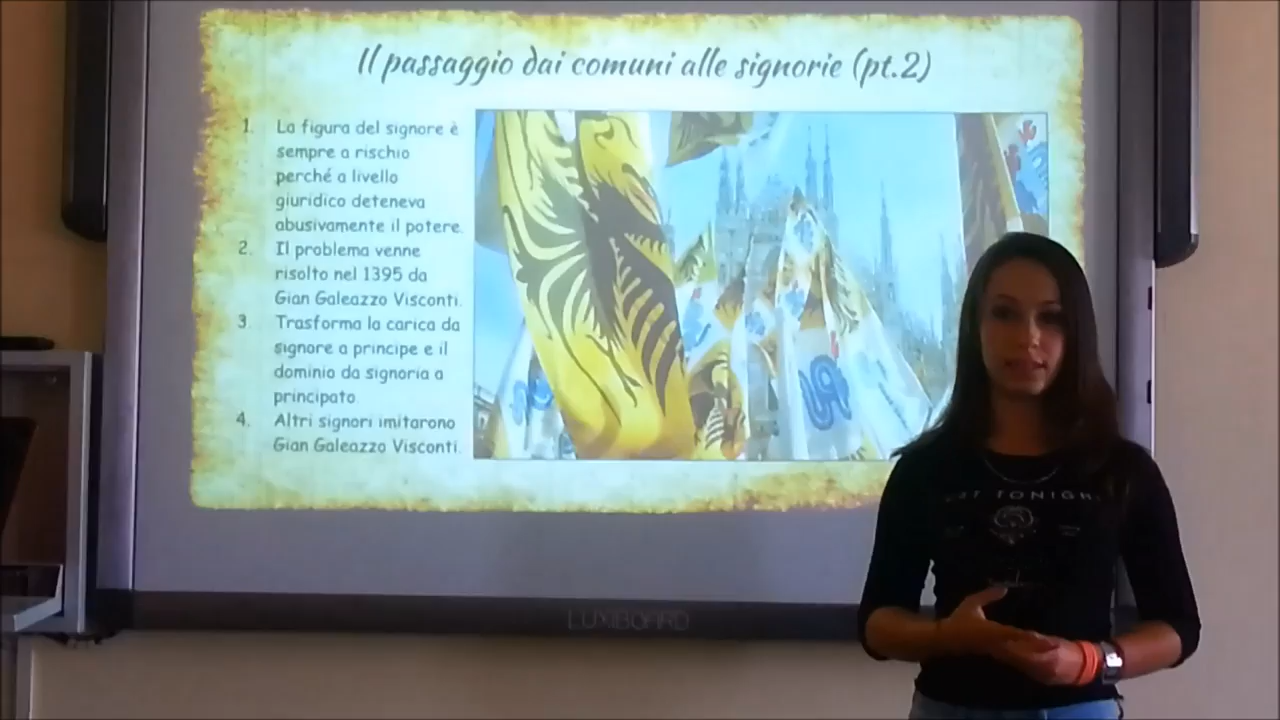 Il passaggio dai comuni alle signorie (pt.2)
1. La figura del signore è
sempre a rischio
perché a livello
giuridico deteneva
abusivamente il potere.
2. Il problema venne
risolto nel 1395 da
Gian Galeazzo Visconti.
3. Trasforma la carica da
signore a principe e il
dominio da signoria a
principato.
4. Altri signori imitarono
Gian Galeazzo Visconti.
TONIGH
LUXIBOARD